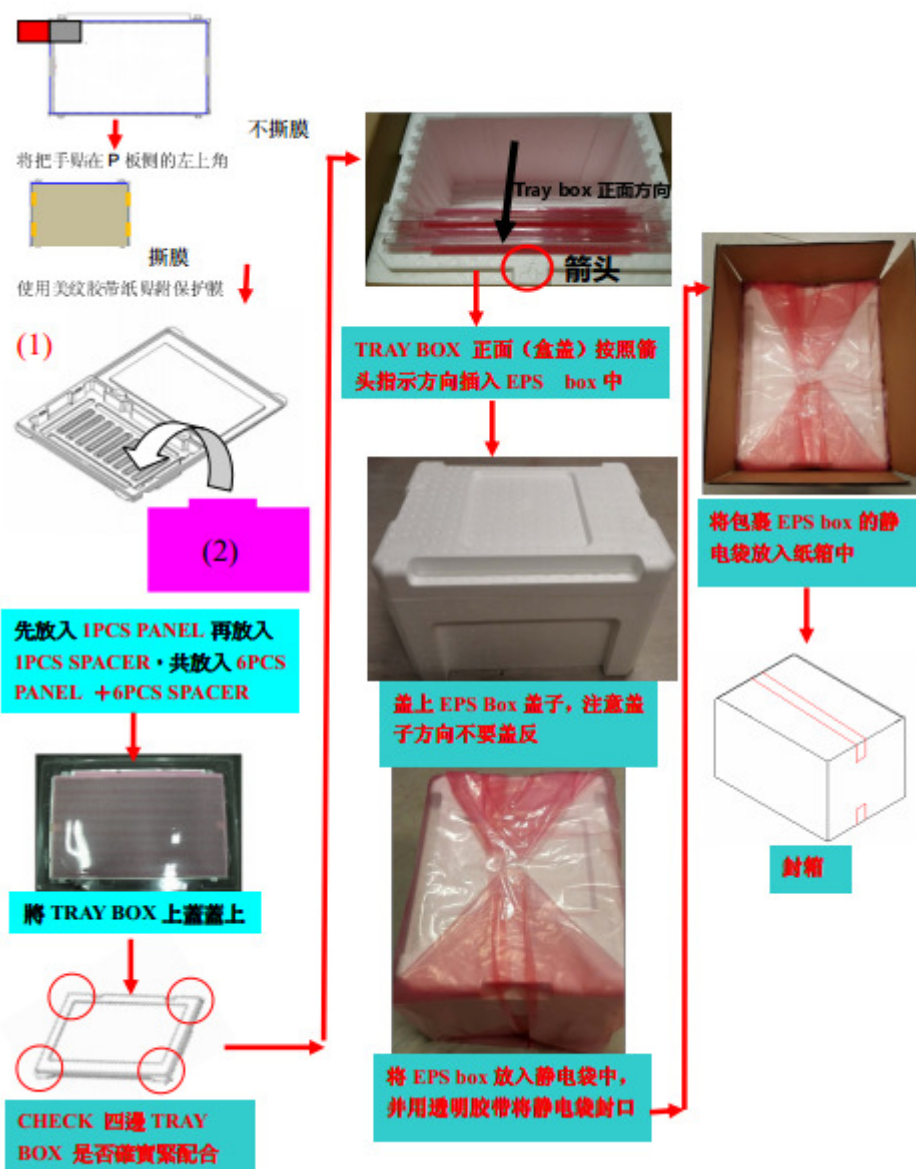 不撕膜
将把手贴在 P 板侧的左上角
撕膜
使用美纹胶带纸贴附保护膜
(1)
(2)
先放入 1PCS PANEL 再放入
1PCS SPACER，共放入 6PCS
PANEL ＋6PCS SPACER
將 TRAY BOX 上蓋蓋上
CHECK 四邊 TRAY
BOX 是否確實緊配合
Tray box 正面方向
箭头
TRAY BOX 正面（盒盖）按照箭
头指示方向插入 EPS box 中
盖上 EPS Box 盖子，注意盖
子方向不要盖反
将 EPS box 放入静电袋中，
并用透明胶带将静电袋封口
将包裹 EPS box 的静
电袋放入纸箱中
封箱